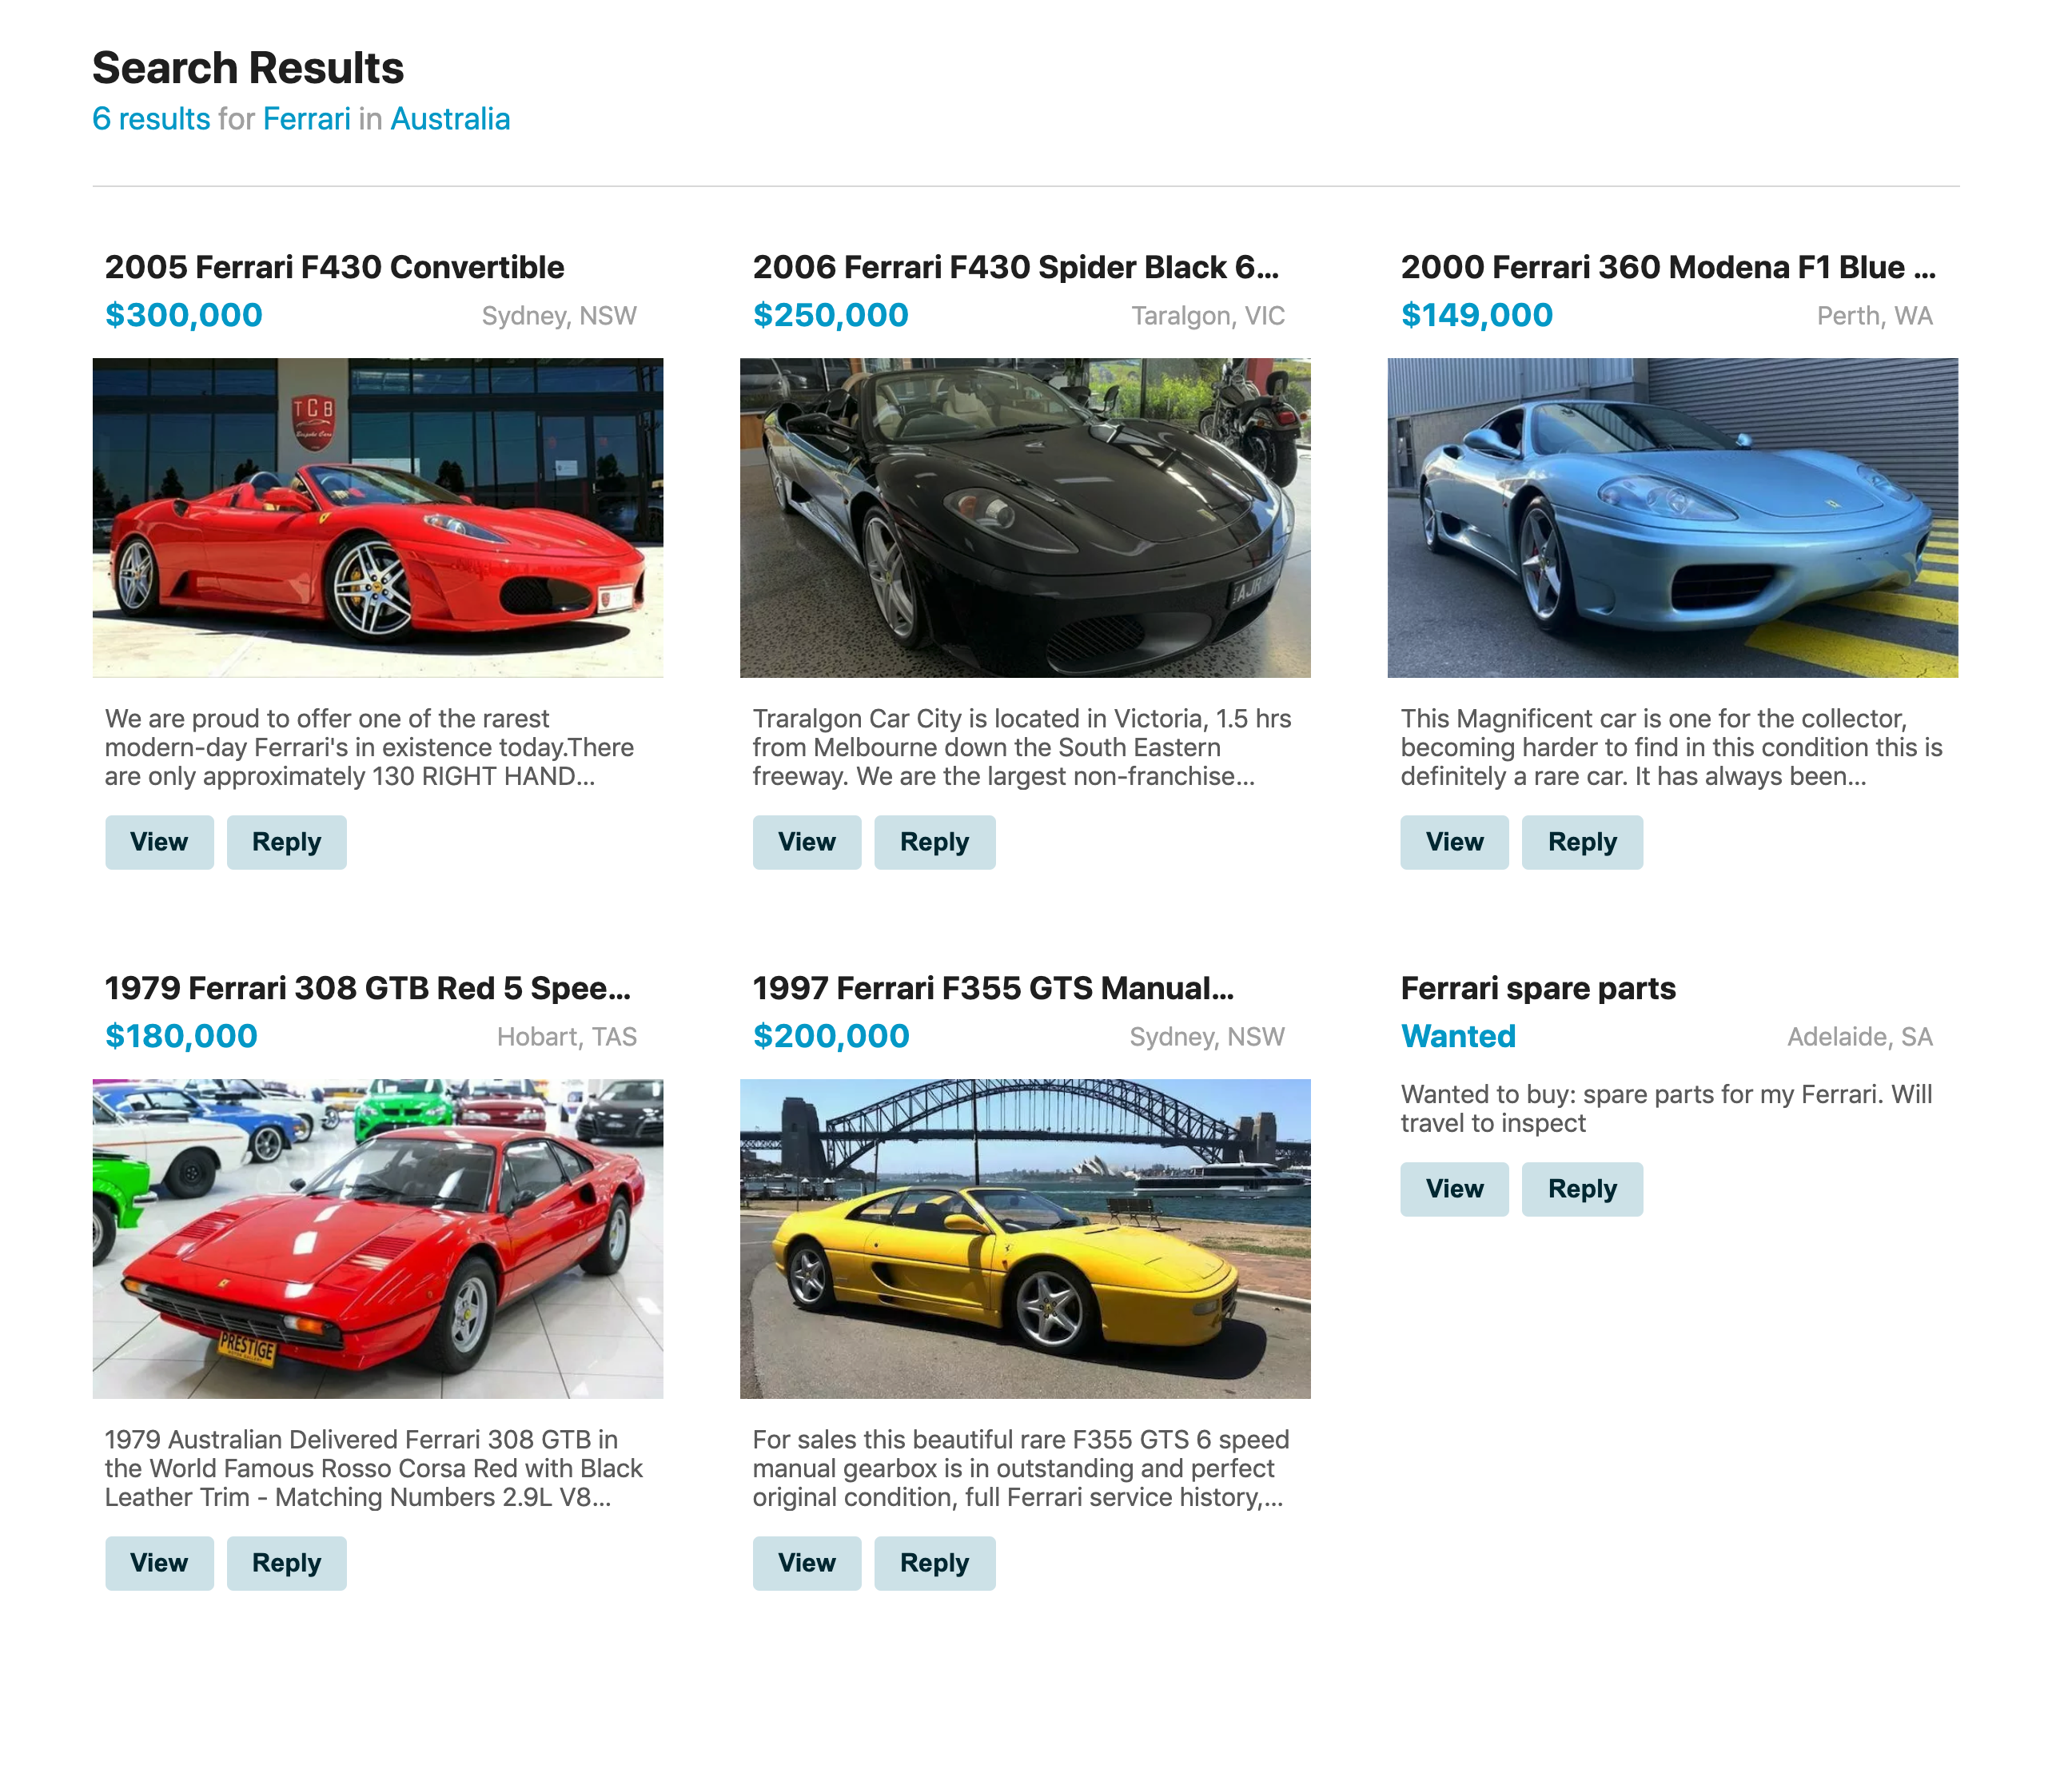 Search Results
6 results for Ferrari in Australia
2005 Ferrari F430 Convertible
$300,000
Sydney, NSW
TCB
Bespoke Cars
We are proud to offer one of the rarest
modern-day Ferrari's in existence today.There
are only approximately 130 RIGHT HAND...
View
Reply
2006 Ferrari F430 Spider Black 6...
$250,000
Taralgon, VIC
AJR
Traralgon Car City is located in Victoria, 1.5 hrs
from Melbourne down the South Eastern
freeway. We are the largest non-franchise...
View
Reply
2000 Ferrari 360 Modena F1 Blue ...
$149,000
Perth, WA
This Magnificent car is one for the collector,
becoming harder to find in this condition this is
definitely a rare car. It has always been...
View
Reply
1979 Ferrari 308 GTB Red 5 Spee...
$180,000
Hobart, TAS
PRESTIGE
1979 Australian Delivered Ferrari 308 GTB in
the World Famous Rosso Corsa Red with Black
Leather Trim - Matching Numbers 2.9L V8...
View
Reply
1997 Ferrari F355 GTS Manual...
$200,000
Sydney, NSW
For sales this beautiful rare F355 GTS 6 speed
manual gearbox is in outstanding and perfect
original condition, full Ferrari service history,...
View
Reply
Ferrari spare parts
Wanted
Adelaide, SA
Wanted to buy: spare parts for my Ferrari. Will
travel to inspect
View
Reply